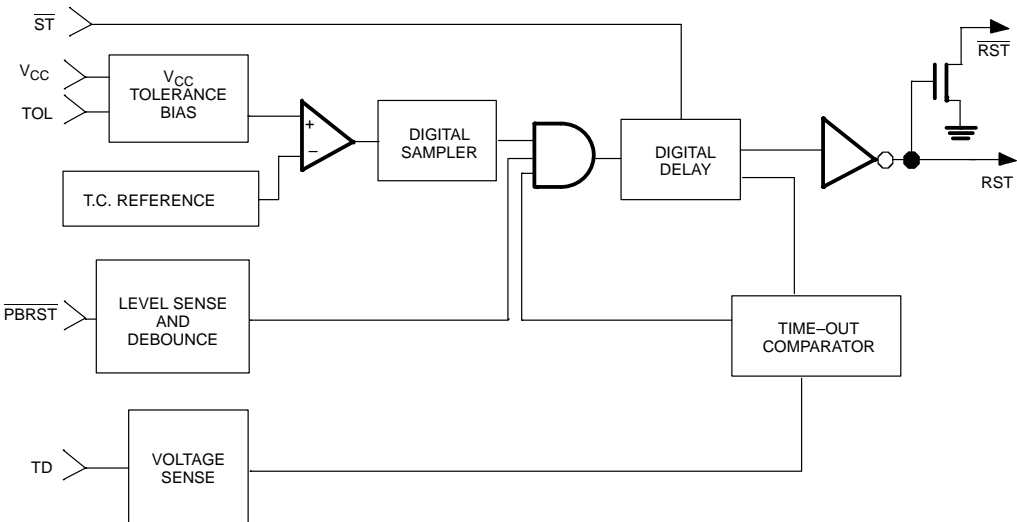 ST
RST
VCC
VCC
TOLERANCE
BIAS
TOL
+
–
DIGITAL
SAMPLER
DIGITAL
DELAY
T.C. REFERENCE
RST
PBRST
LEVEL SENSE
AND
DEBOUNCE
TIME–OUT
COMPARATOR
TD
VOLTAGE
SENSE